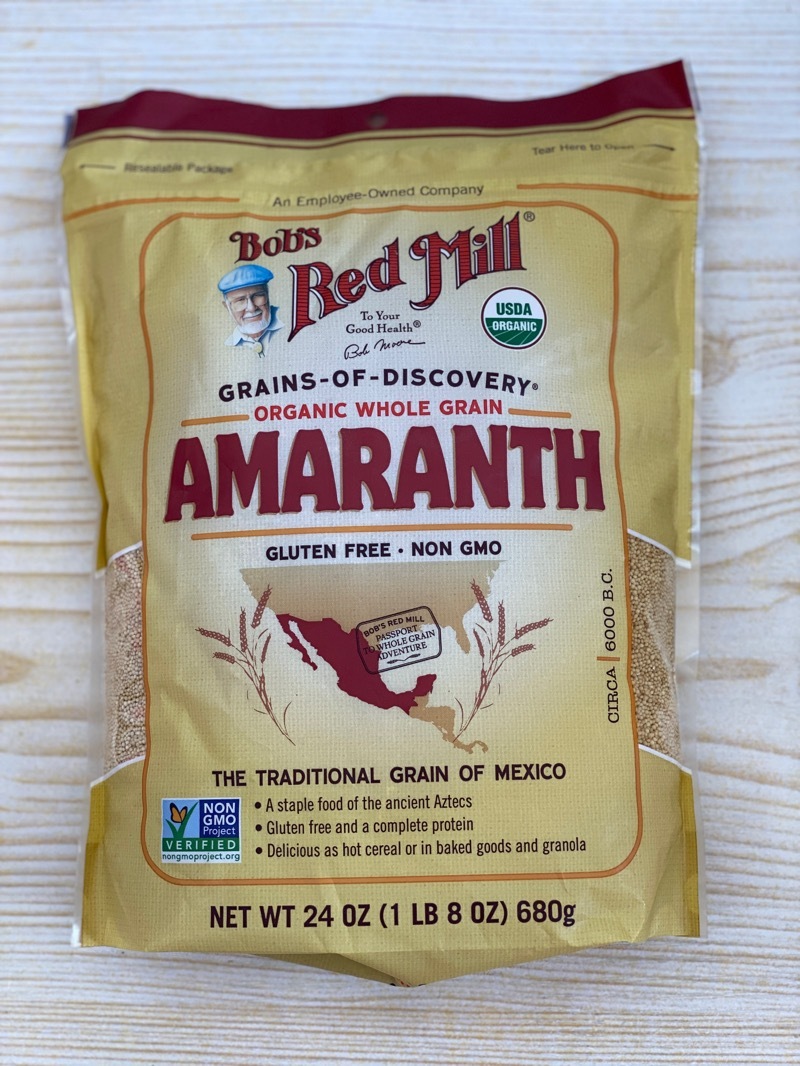 Resealable Package
Tear Here to Open
An Employee-Owned Company
Bob's
Red Mill®
To Your
Good Health®
Bob Moore
USDA
ORGANIC
GRAINS-OF-DISCOVERY®
ORGANIC WHOLE GRAIN
AMARANTH
GLUTEN FREE · NON GMO
BOB'S RED MILL
PASSPORT
TO WHOLE GRAIN
ADVENTURE
CIRCA | 6000 B.C.
THE TRADITIONAL GRAIN OF MEXICO
• A staple food of the ancient Aztecs
• Gluten free and a complete protein
• Delicious as hot cereal or in baked goods and granola
NON
GMO
Project
VERIFIED
nongmoproject.org
NET WT 24 OZ (1 LB 8 OZ) 680g